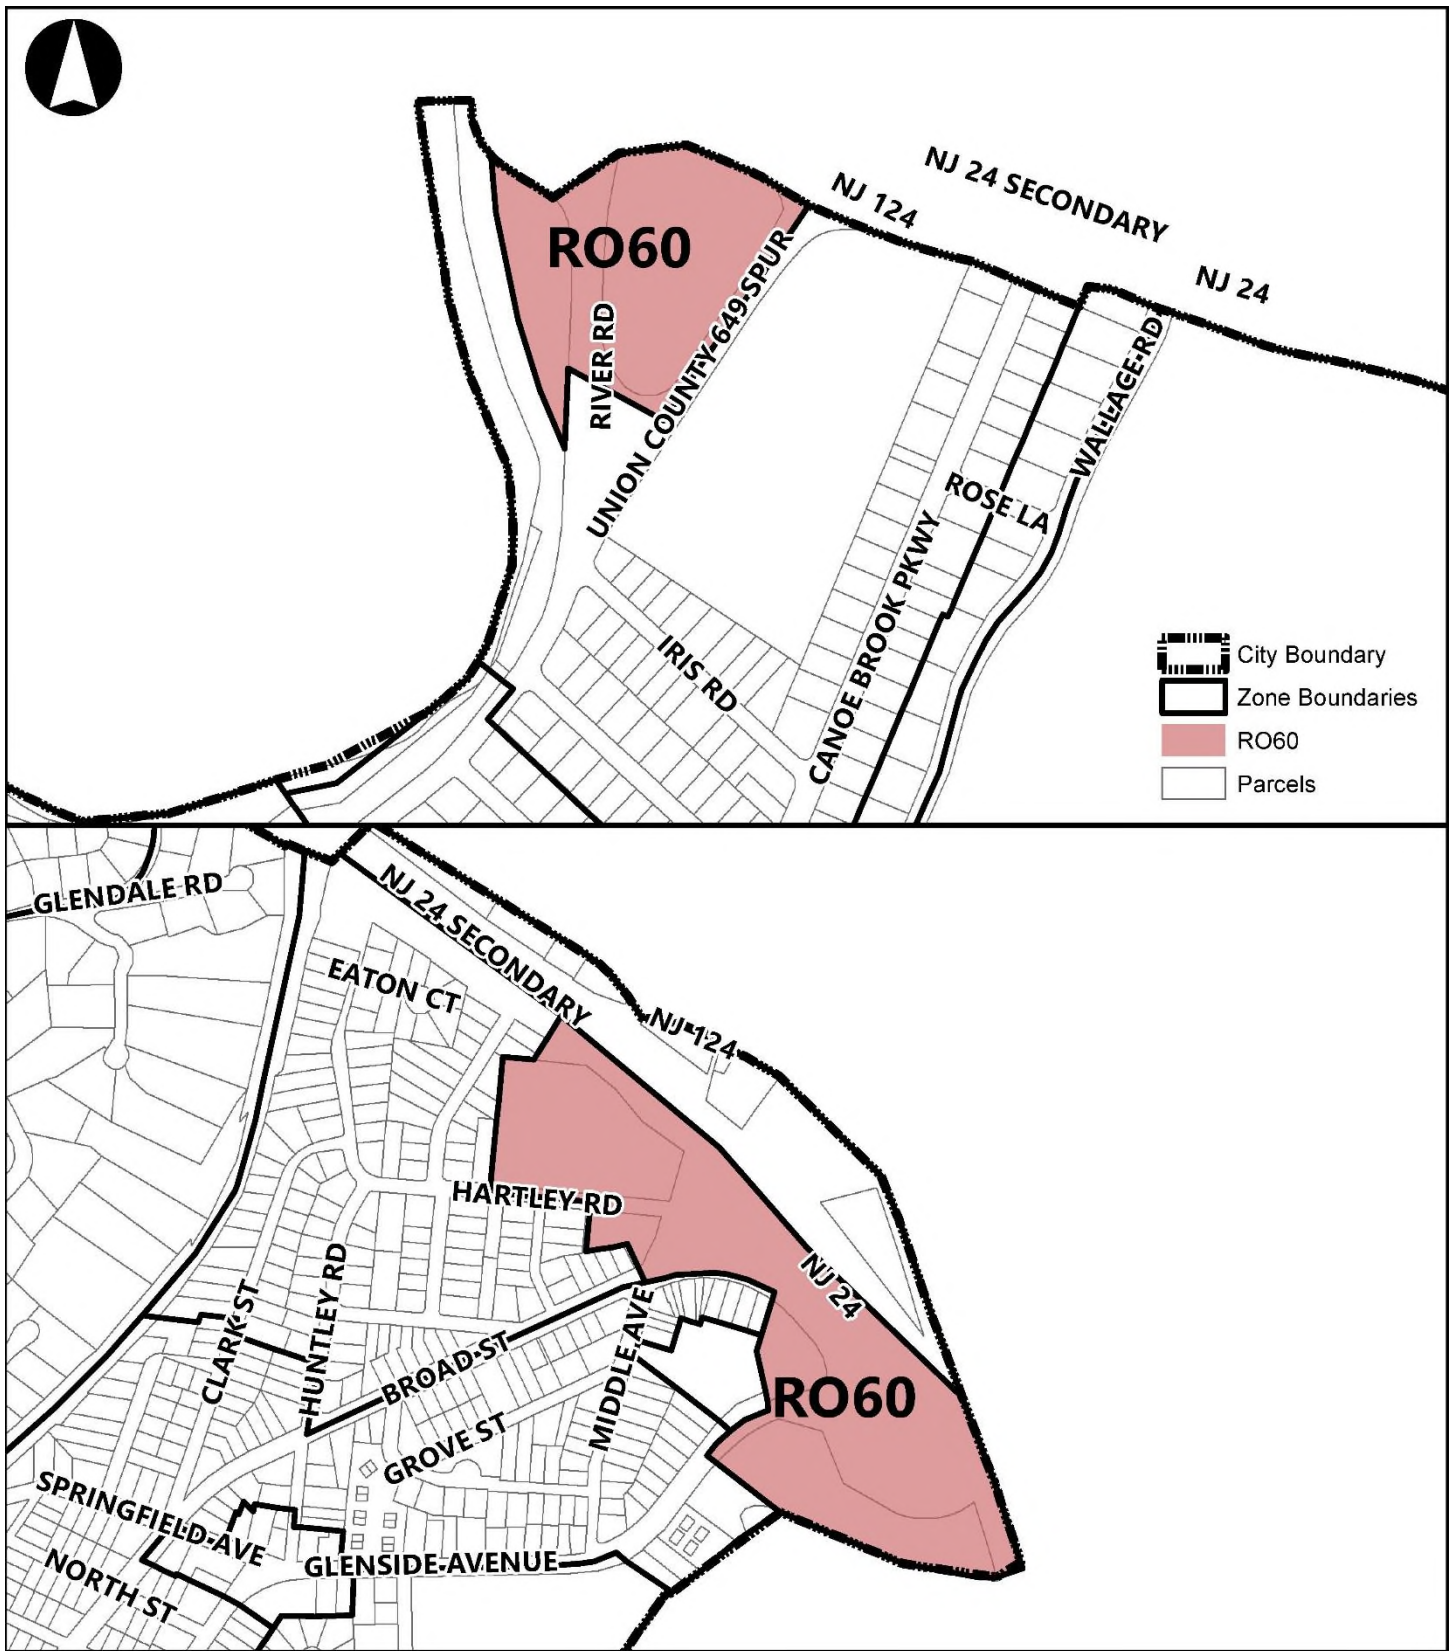 NJ 24 SECONDARY
NJ 124
NJ 24
RO60
RIVER RD
UNION COUNTY 649 SPUR
WALLACE RD
ROSE LA
CANOE BROOK PKWY
IRIS RD
City Boundary
Zone Boundaries
RO60
Parcels
GLENDALE RD
NJ 24 SECONDARY
EATON CT
NJ 124
HARTLEY RD
NJ 24
CLARK ST
HUNTLEY RD
BROAD ST
MIDDLE AVE
RO60
GROVE ST
SPRINGFIELD AVE
GLENSIDE AVENUE
NORTH ST